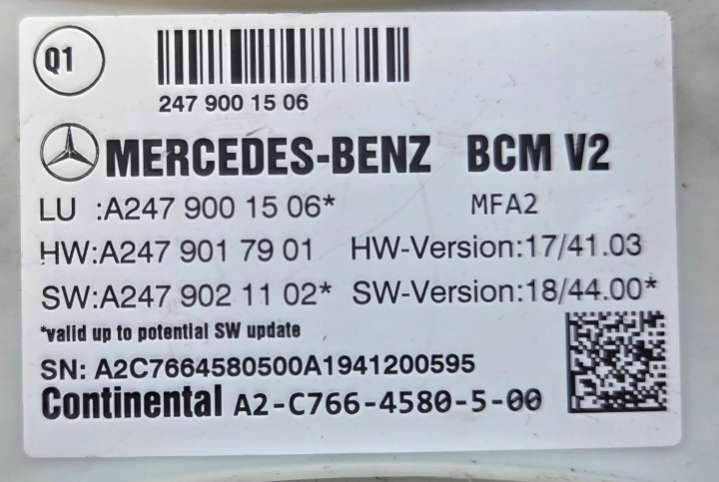 Q1
247 900 15 06
MERCEDES-BENZ BCM V2
LU :A247 900 15 06* MFA2
HW:A247 901 79 01 HW-Version:17/41.03
SW:A247 902 11 02* SW-Version:18/44.00*
*valid up to potential SW update
SN: A2C7664580500A1941200595
Continental A2-C766-4580-5-00